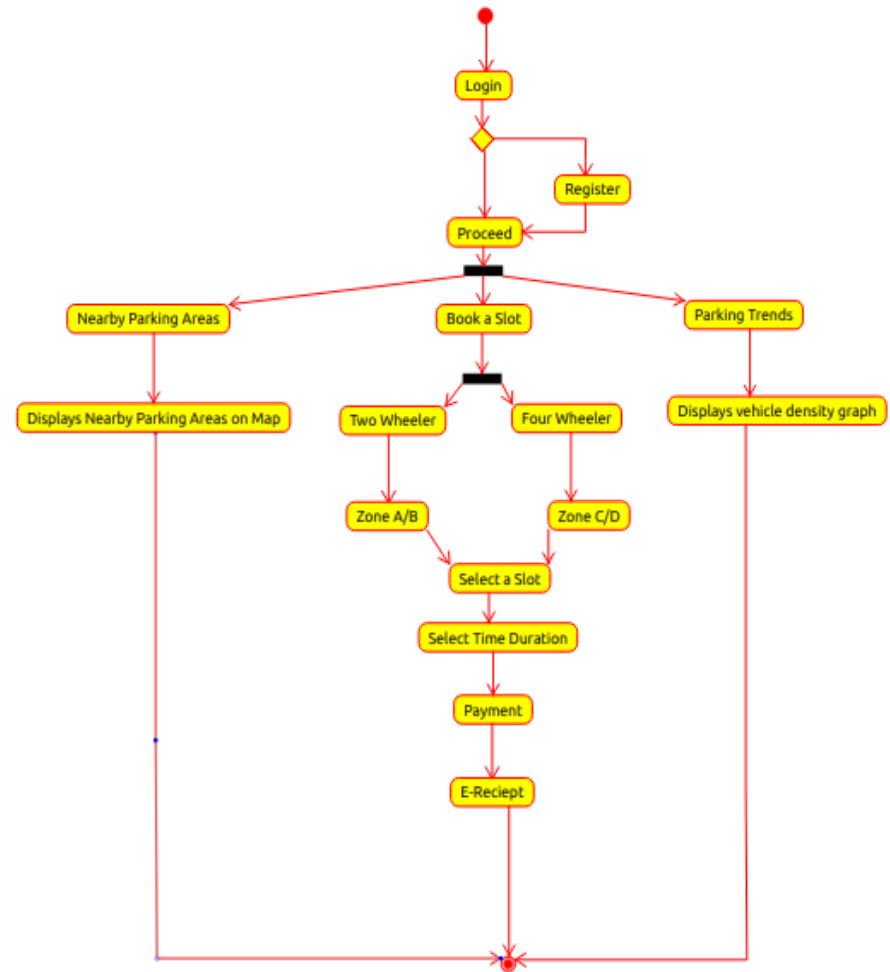 Login
Register
Proceed
Nearby Parking Areas
Book a Slot
Parking Trends
Displays Nearby Parking Areas on Map
Two Wheeler
Four Wheeler
Displays vehicle density graph
Zone A/B
Zone C/D
Select a Slot
Select Time Duration
Payment
E-Reciept